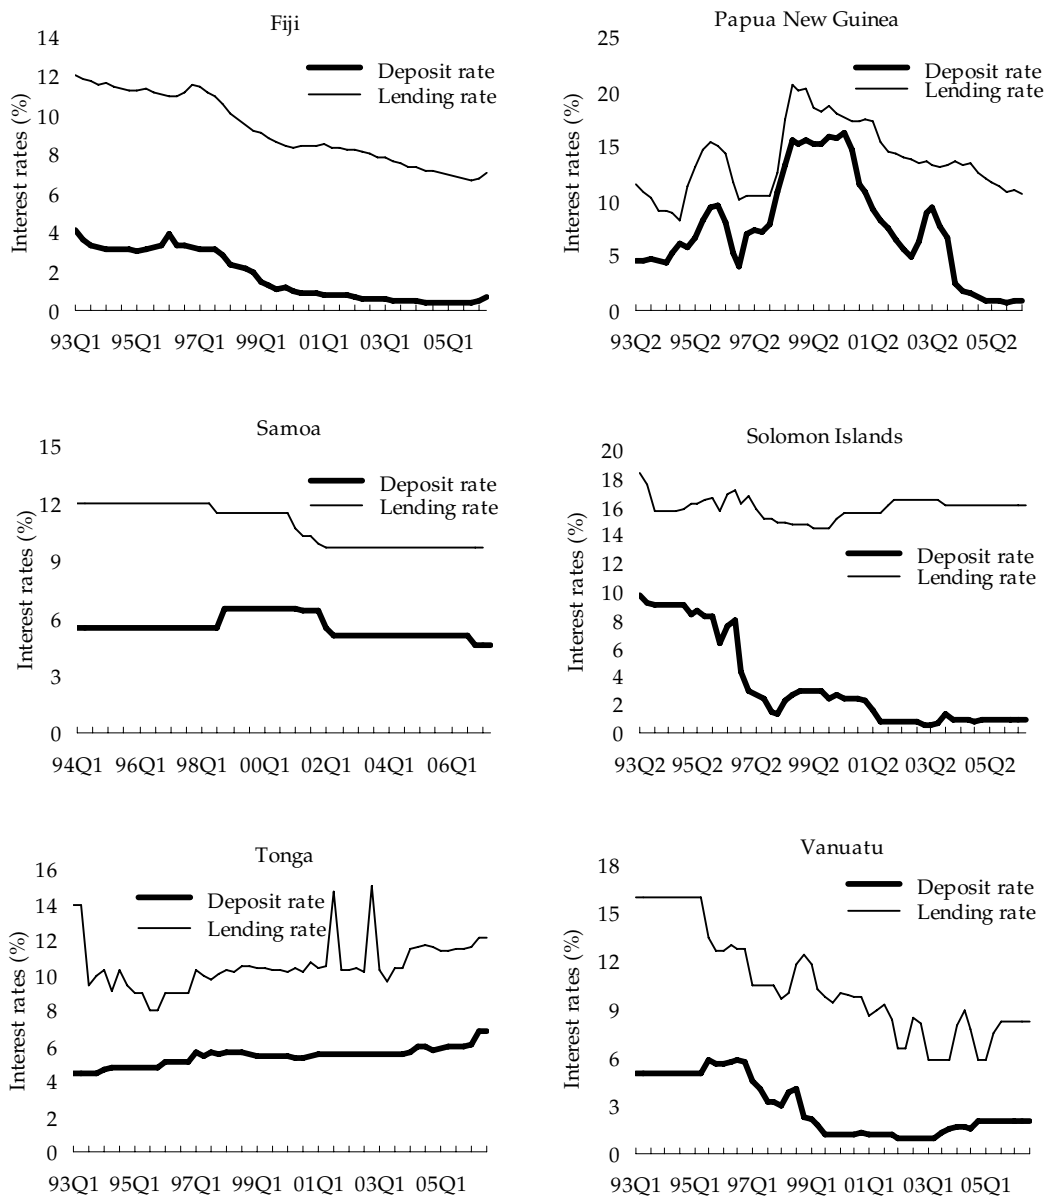 Fiji
14
12
10
8
6
4
2
0
Interest rates (%)
Deposit rate
Lending rate
93Q1 95Q1 97Q1 99Q1 01Q1 03Q1 05Q1
Papua New Guinea
25
20
15
10
5
0
Interest rates (%)
Deposit rate
Lending rate
93Q2 95Q2 97Q2 99Q2 01Q2 03Q2 05Q2
Samoa
15
12
9
6
3
0
Interest rates (%)
Deposit rate
Lending rate
94Q1 96Q1 98Q1 00Q1 02Q1 04Q1 06Q1
Solomon Islands
20
18
16
14
12
10
8
6
4
2
0
Interest rates (%)
Deposit rate
Lending rate
93Q2 95Q2 97Q2 99Q2 01Q2 03Q2 05Q2
Tonga
16
14
12
10
8
6
4
2
0
Interest rates (%)
Deposit rate
Lending rate
93Q1 95Q1 97Q1 99Q1 01Q1 03Q1 05Q1
Vanuatu
18
15
12
9
6
3
0
Interest rates (%)
Deposit rate
Lending rate
93Q1 95Q1 97Q1 99Q1 01Q1 03Q1 05Q1